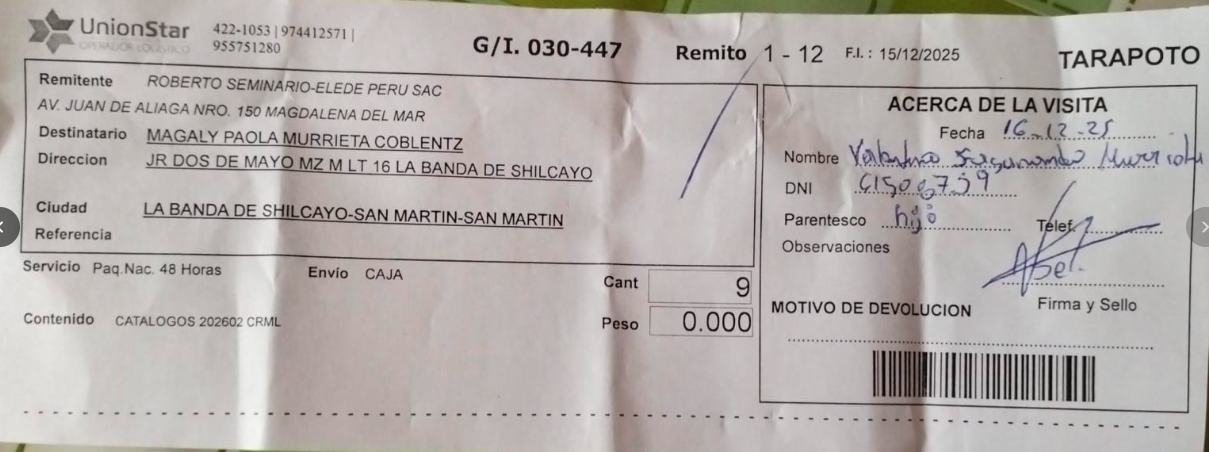 UnionStar
OPERADOR LOGISTICO
422-1053 | 974412571 |
955751280
G/I. 030-447
Remito 1 - 12
F.I. : 15/12/2025
TARAPOTO
Remitente ROBERTO SEMINARIO-ELEDE PERU SAC
AV. JUAN DE ALIAGA NRO. 150 MAGDALENA DEL MAR
Destinatario MAGALY PAOLA MURRIETA COBLENTZ
Direccion JR DOS DE MAYO MZ M LT 16 LA BANDA DE SHILCAYO
Ciudad LA BANDA DE SHILCAYO-SAN MARTIN-SAN MARTIN
Referencia
Servicio Paq.Nac. 48 Horas Envío CAJA
Cant 9
Contenido CATALOGOS 202602 CRML
Peso 0.000
ACERCA DE LA VISITA
Fecha 16-12-25
Nombre
DNI
Parentesco hijo
Telef.
Observaciones
Abel.
Firma y Sello
MOTIVO DE DEVOLUCION